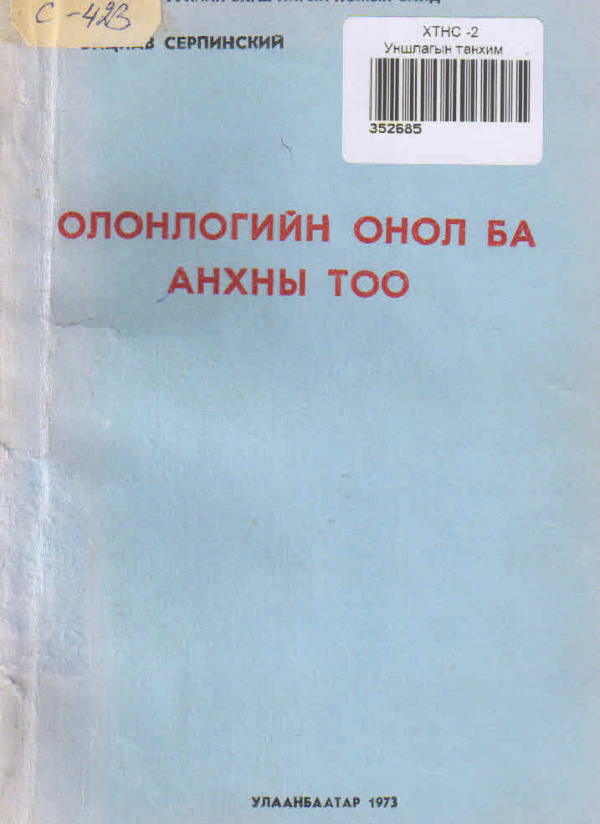 С-423
СЕРПИНСКИЙ
ХТНС -2
Уншлагын танхим
352685
ОЛОНЛОГИЙН ОНОЛ БА
АНХНЫ ТОО
УЛААНБААТАР 1973